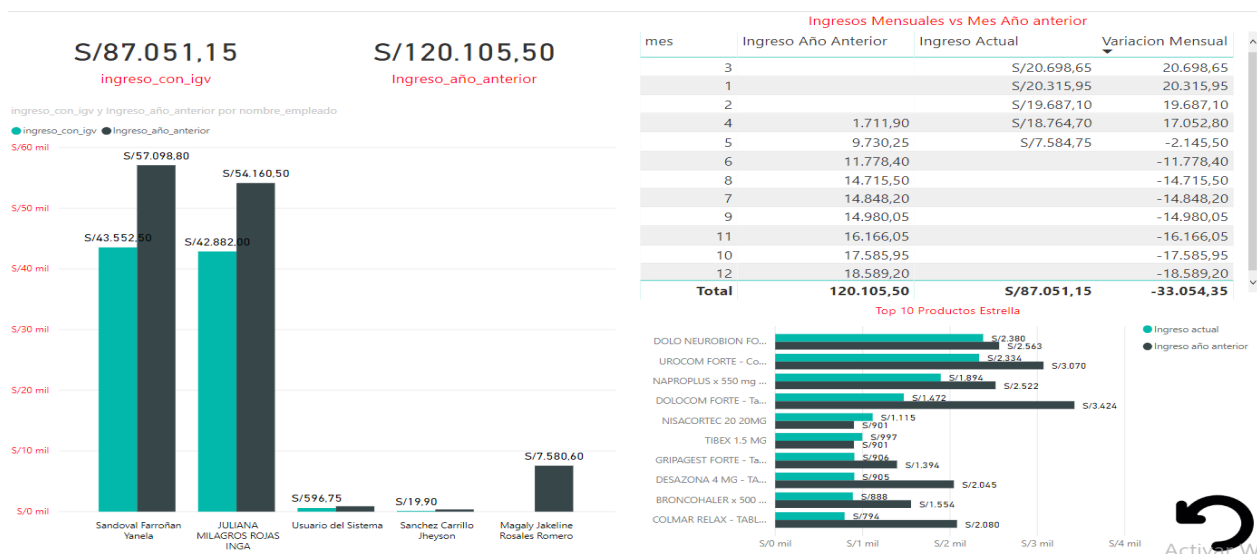 S/87.051,15
ingreso_con_igv
S/120.105,50
Ingreso_año_anterior
ingreso_con_igv y Ingreso_año_anterior por nombre_empleado
ingreso_con_igv Ingreso_año_anterior
S/60 mil
S/50 mil
S/40 mil
S/30 mil
S/20 mil
S/10 mil
S/0 mil
S/57.098,80
S/54.160,50
S/43.552,50
S/42.882,00
S/596,75
S/19,90
S/7.580,60
Sandoval Farroñan Yanela
JULIANA MILAGROS ROJAS INGA
Usuario del Sistema
Sanchez Carrillo Jheyson
Magaly Jakeline Rosales Romero
Ingresos Mensuales vs Mes Año anterior
mes Ingreso Año Anterior Ingreso Actual Variacion Mensual
3 S/20.698,65 20.698,65
1 S/20.315,95 20.315,95
2 S/19.687,10 19.687,10
4 1.711,90 S/18.764,70 17.052,80
5 9.730,25 S/7.584,75 -2.145,50
6 11.778,40 -11.778,40
8 14.715,50 -14.715,50
7 14.848,20 -14.848,20
9 14.980,05 -14.980,05
11 16.166,05 -16.166,05
10 17.585,95 -17.585,95
12 18.589,20 -18.589,20
Total 120.105,50 S/87.051,15 -33.054,35
Top 10 Productos Estrella
Ingreso actual
Ingreso año anterior
DOLO NEUROBION FO... S/2.380 S/2.563
UROCOM FORTE - Co... S/2.334 S/3.070
NAPROPLUS x 550 mg ... S/1.894 S/2.522
DOLOCOM FORTE - Ta... S/1.472 S/3.424
NISACORTEC 20 20MG S/1.115 S/901
TIBEX 1.5 MG S/997 S/901
GRIPAGEST FORTE - Ta... S/906 S/1.394
DESAZONA 4 MG - TA... S/905 S/2.045
BRONCOHALER x 500 ... S/888 S/1.554
COLMAR RELAX - TABL... S/794 S/2.080
S/0 mil S/1 mil S/2 mil S/3 mil S/4 mil
Activar W